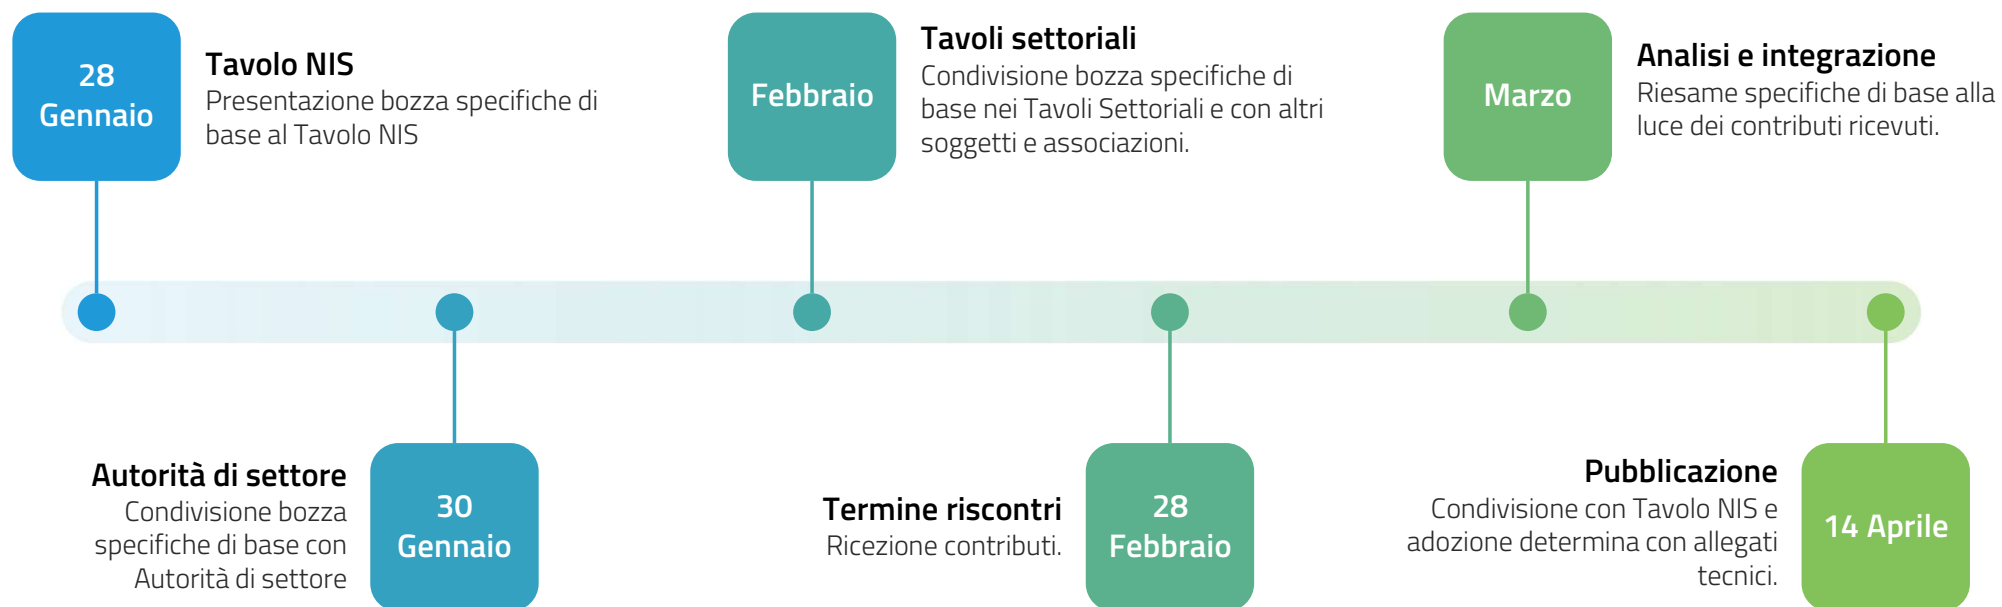 28
Gennaio
Tavolo NIS
Presentazione bozza specifiche di
base al Tavolo NIS
Febbraio
Tavoli settoriali
Condivisione bozza specifiche di
base nei Tavoli Settoriali e con altri
soggetti e associazioni.
Marzo
Analisi e integrazione
Riesame specifiche di base alla
luce dei contributi ricevuti.
Autorità di settore
Condivisione bozza
specifiche di base con
Autorità di settore
30
Gennaio
Termine riscontri
Ricezione contributi.
28
Febbraio
Pubblicazione
Condivisione con Tavolo NIS e
adozione determina con allegati
tecnici.
14 Aprile